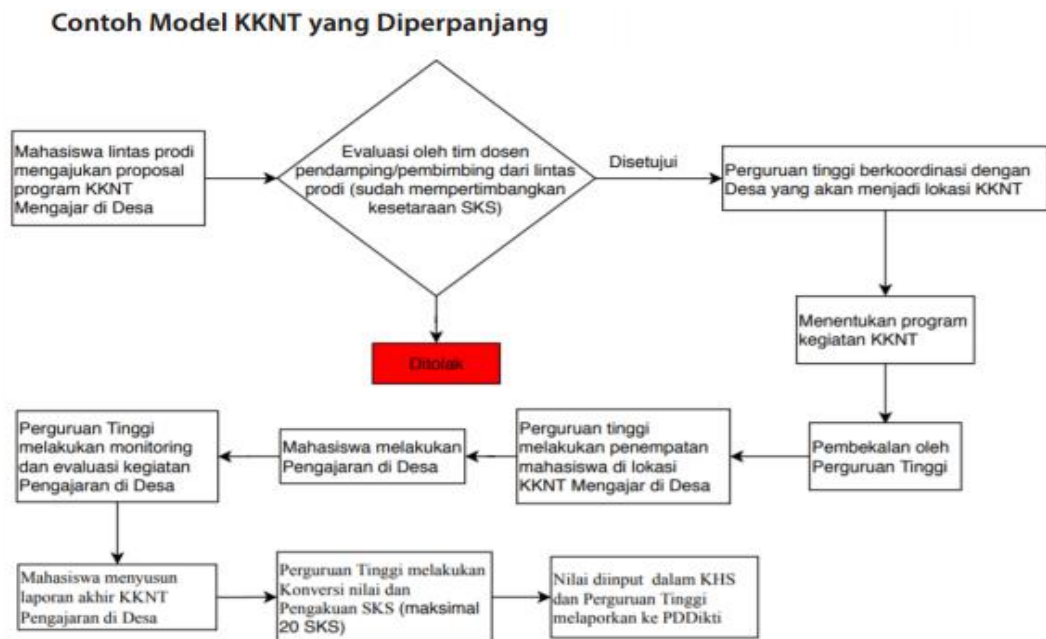 Contoh Model KKNT yang Diperpanjang
Mahasiswa lintas prodi
mengajukan proposal
program KKNT
Mengajar di Desa
Evaluasi oleh tim dosen
pendamping/pembimbing dari lintas
prodi (sudah mempertimbangkan
kesetaraan SKS)
Disetujui
Perguruan tinggi berkoordinasi dengan
Desa yang akan menjadi lokasi KKNT
Ditolak
Menentukan program
kegiatan KKNT
Pembekalan oleh
Perguruan Tinggi
Perguruan tinggi
melakukan penempatan
mahasiswa di lokasi
KKNT Mengajar di Desa
Mahasiswa melakukan
Pengajaran di Desa
Perguruan Tinggi
melakukan monitoring
dan evaluasi kegiatan
Pengajaran di Desa
Mahasiswa menyusun
laporan akhir KKNT
Pengajaran di Desa
Perguruan Tinggi melakukan
Konversi nilai dan
Pengakuan SKS (maksimal
20 SKS)
Nilai diinput dalam KHS
dan Perguruan Tinggi
melaporkan ke PDDikti